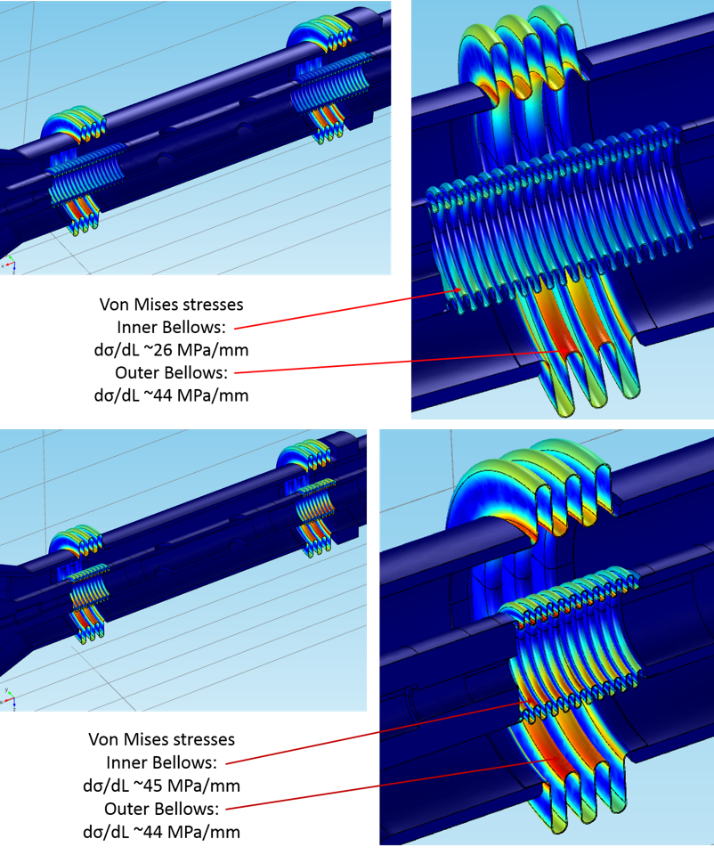 Von Mises stresses
Inner Bellows:
dσ/dL ~26 MPa/mm
Outer Bellows:
dσ/dL ~44 MPa/mm
Von Mises stresses
Inner Bellows:
dσ/dL ~45 MPa/mm
Outer Bellows:
dσ/dL ~44 MPa/mm